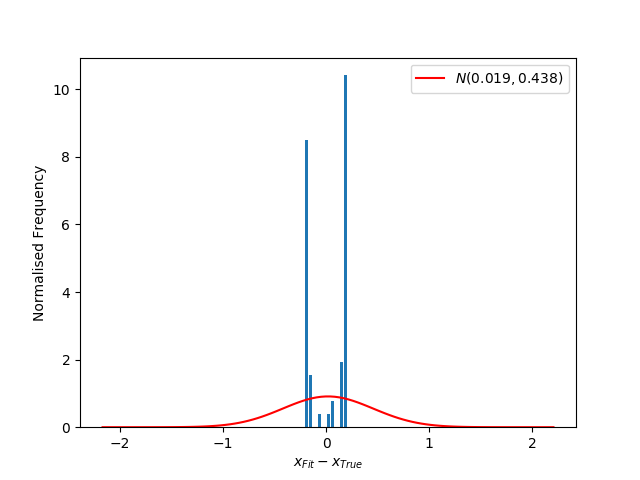 N(0.019, 0.438)
10
8
6
4
2
0
−2 −1 0 1 2
Normalised Frequency
x_Fit − x_True